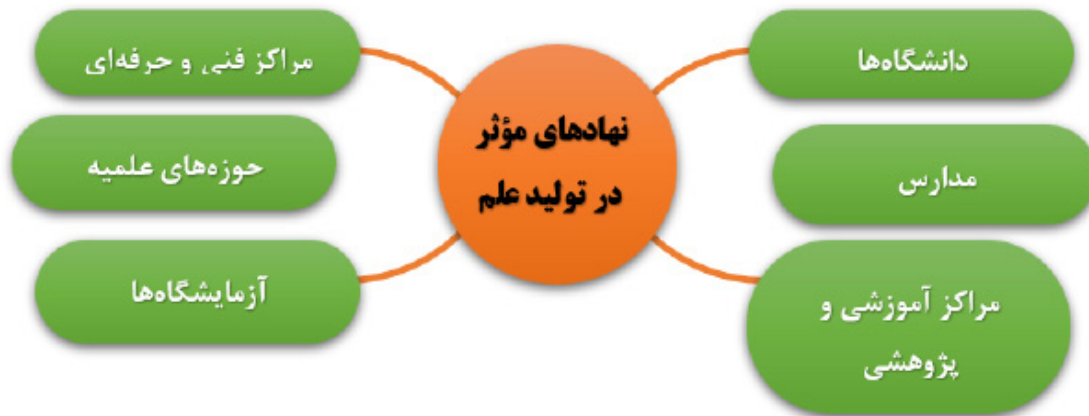 نهادهای مؤثر
در تولید علم
دانشگاه‌ها
مدارس
مراکز آموزشی و
پژوهشی
مراکز فنی و حرفه‌ای
حوزه‌های علمیه
آزمایشگاه‌ها